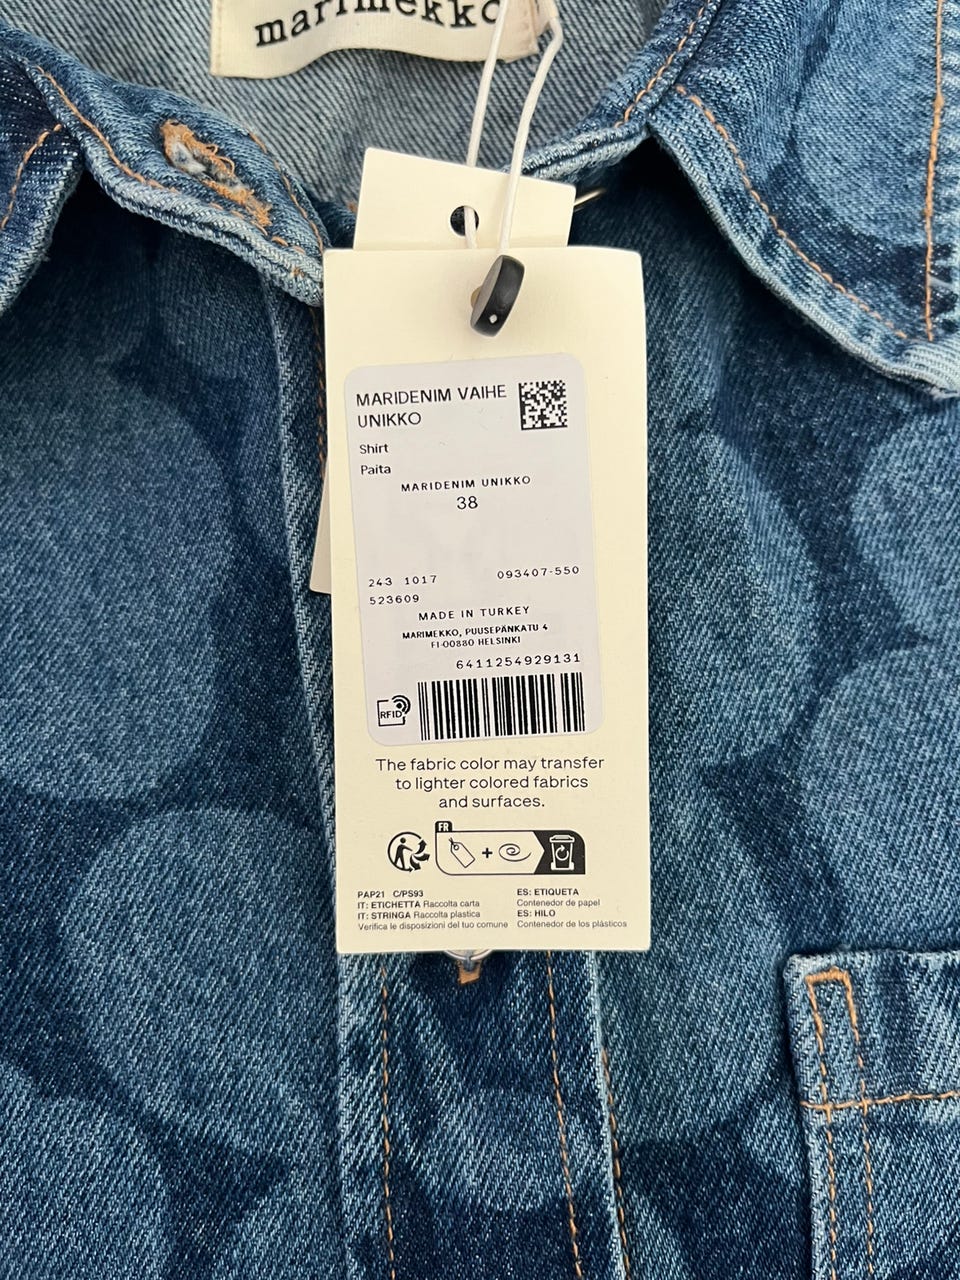 marimekko
MARIDENIM VAIHE
UNIKKO
Shirt
Paita
MARIDENIM UNIKKO
38
243 1017 093407-550
523609
MADE IN TURKEY
MARIMEKKO, PUUSEPÄNKATU 4
FI-00880 HELSINKI
6411254929131
RFID
The fabric color may transfer
to lighter colored fabrics
and surfaces.
FR
+
PAP21 C/PS93
IT: ETICHETTA Raccolta carta
IT: STRINGA Raccolta plastica
Verifica le disposizioni del tuo comune
ES: ETIQUETA
Contenedor de papel
ES: HILO
Contenedor de los plásticos